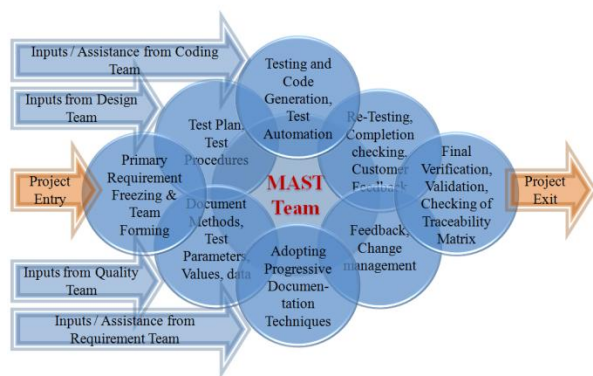 Inputs / Assistance from Coding
Team
Inputs from Design
Team
Project
Entry
Inputs from Quality
Team
Inputs / Assistance from
Requirement Team
Primary
Requirement
Freezing &
Team
Forming
Test Plan,
Test
Procedures
Document
Methods,
Test
Parameters,
Values, data
Testing and
Code
Generation,
Test
Automation
MAST
Team
Adopting
Progressive
Documen-
tation
Techniques
Re-Testing,
Completion
checking,
Customer
Feedback
Feedback,
Change
management
Final
Verification,
Validation,
Checking of
Traceability
Matrix
Project
Exit